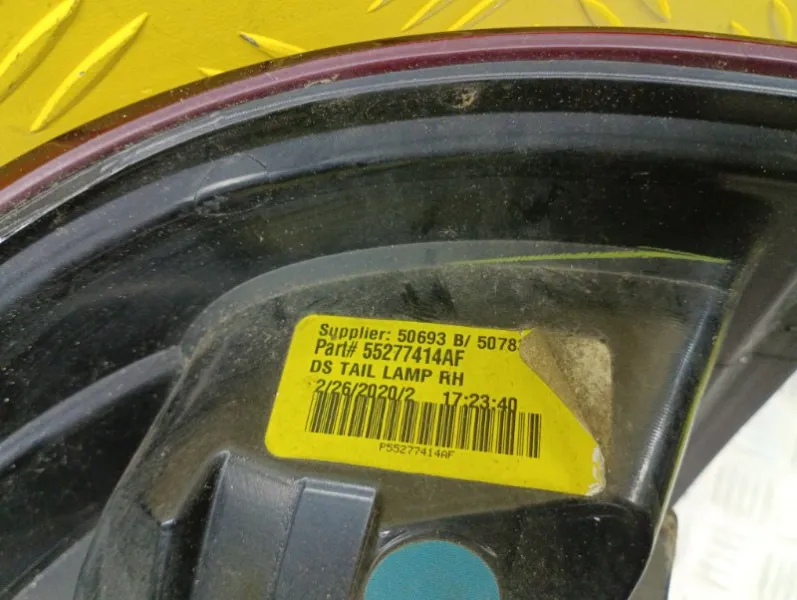 Supplier: 50693 B/ 5078
Part# 55277414AF
DS TAIL LAMP RH
2/26/2020/2 17:23:40
P55277414AF